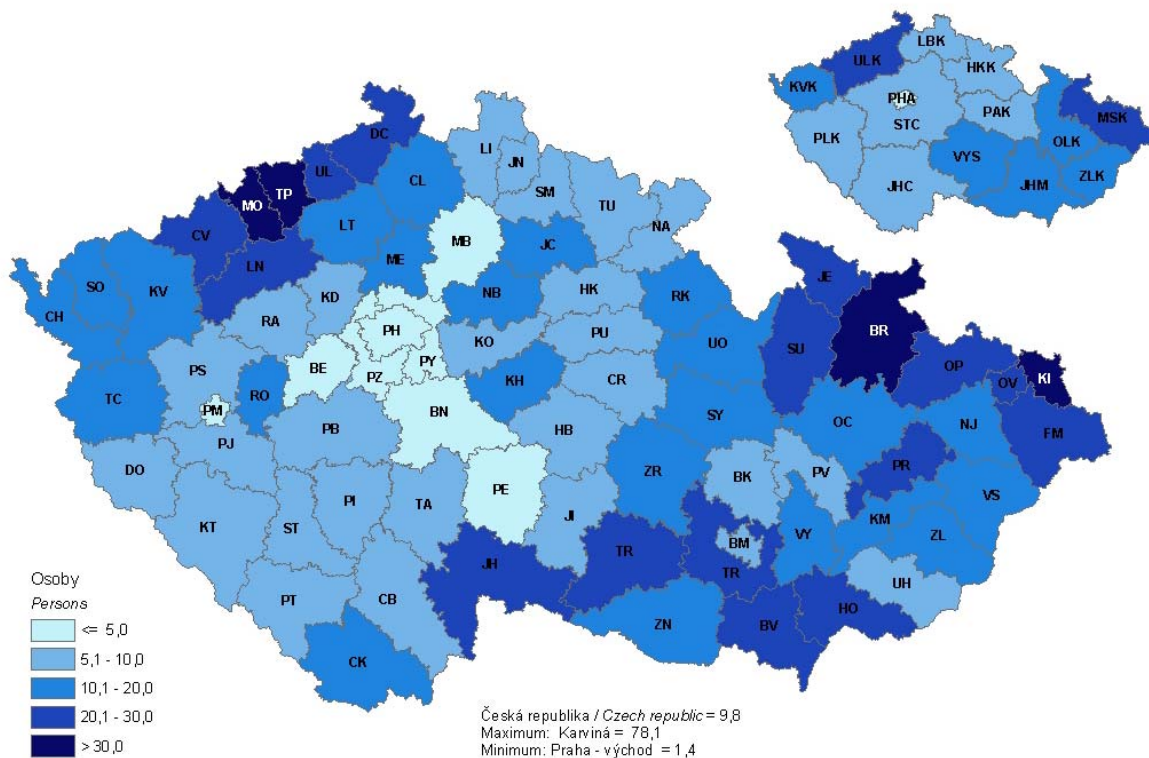 LBK
ULK
HKK
KVK
PHA
PAK
MSK
STC
PLK
OLK
VYS
ZLK
JHC
JHM
DC
LI
JN
UL
CL
SM
TP
MO
TU
LT
NA
CV
MB
JC
ME
LN
JE
SO
KV
KD
NB
HK
RK
CH
RA
BR
PH
KO
PU
UO
SU
PS
BE
PZ
PY
OP
OV
KI
TC
RO
KH
CR
PM
BN
SY
OC
NJ
FM
PB
HB
PJ
DO
ZR
BK
PV
PR
PE
VS
KT
ST
PI
TA
JI
KM
BM
VY
ZL
JH
TR
TR
UH
PT
CB
HO
ZN
BV
CK
Osoby
Persons
<= 5,0
5,1 - 10,0
10,1 - 20,0
20,1 - 30,0
> 30,0
Česká republika / Czech republic = 9,8
Maximum: Karviná = 78,1
Minimum: Praha - východ = 1,4